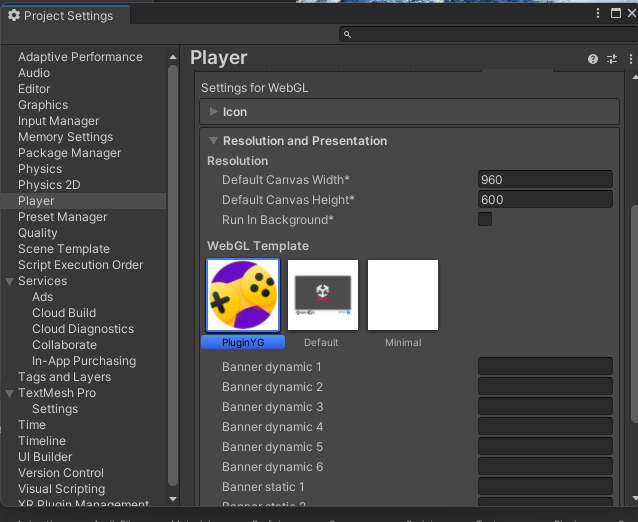 Project Settings
Adaptive Performance
Audio
Editor
Graphics
Input Manager
Memory Settings
Package Manager
Physics
Physics 2D
Player
Preset Manager
Quality
Scene Template
Script Execution Order
Services
Ads
Cloud Build
Cloud Diagnostics
Collaborate
In-App Purchasing
Tags and Layers
TextMesh Pro
Settings
Time
Timeline
UI Builder
Version Control
Visual Scripting
XR Plugin Management
Player
Settings for WebGL
Icon
Resolution and Presentation
Resolution
Default Canvas Width* 960
Default Canvas Height* 600
Run In Background*
WebGL Template
PluginYG Default Minimal
Banner dynamic 1
Banner dynamic 2
Banner dynamic 3
Banner dynamic 4
Banner dynamic 5
Banner dynamic 6
Banner static 1
Banner static 2